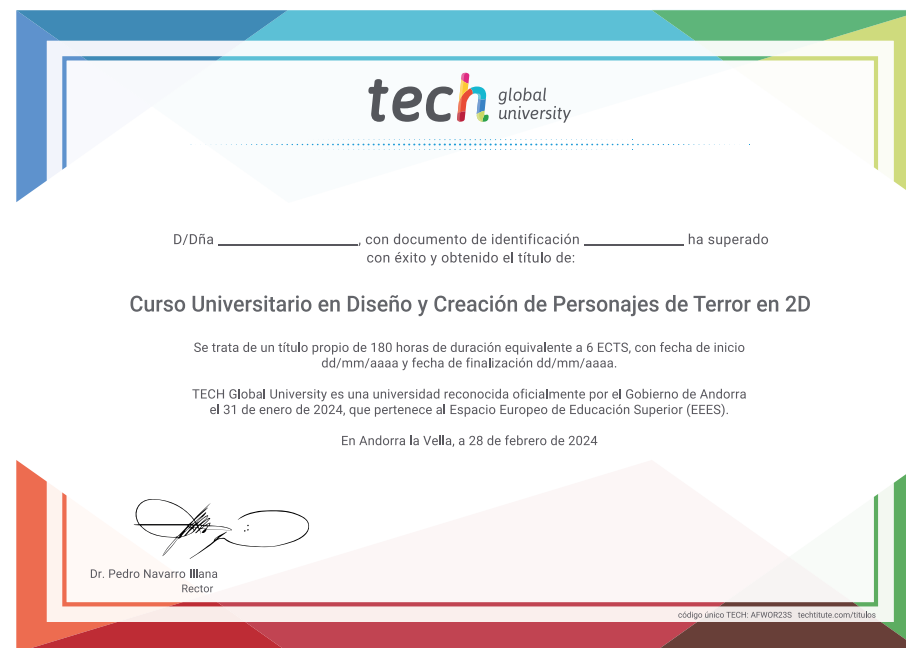 tech global university
D/Dña ____________________, con documento de identificación ______________ ha superado
con éxito y obtenido el título de:
Curso Universitario en Diseño y Creación de Personajes de Terror en 2D
Se trata de un título propio de 180 horas de duración equivalente a 6 ECTS, con fecha de inicio
dd/mm/aaaa y fecha de finalización dd/mm/aaaa.
TECH Global University es una universidad reconocida oficialmente por el Gobierno de Andorra
el 31 de enero de 2024, que pertenece al Espacio Europeo de Educación Superior (EEES).
En Andorra la Vella, a 28 de febrero de 2024
Dr. Pedro Navarro Illana
Rector
código único TECH: AFWOR23S techtitute.com/titulos